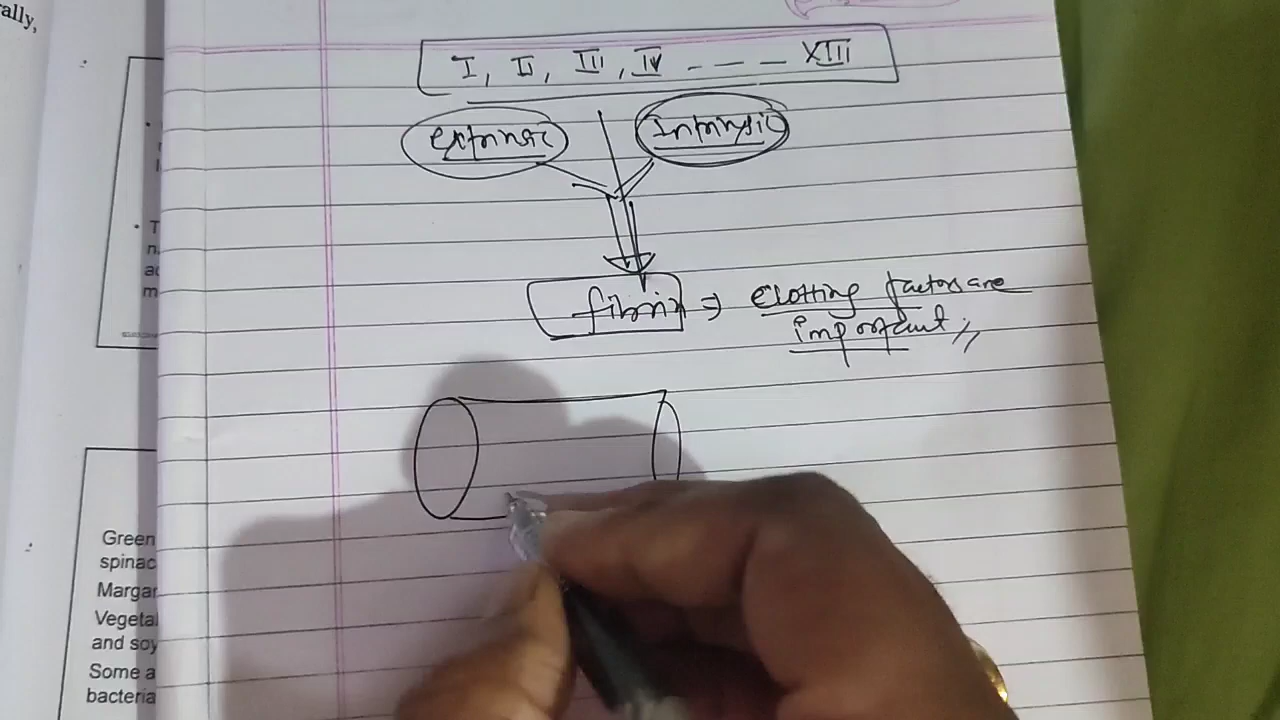 ally,
I, II, III, IV - - - - XIII
extrinsic Intrinsic
fibrin ⇒ Clotting factors are
important,,
T
n
a
m
Green
spinac
Margar
Vegetal
and soy
Some a
bacteria